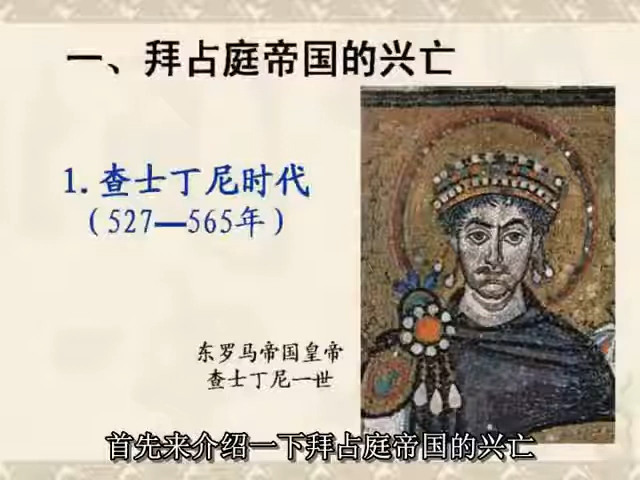 一、拜占庭帝国的兴亡
1.查士丁尼时代
（527—565年）
东罗马帝国皇帝
查士丁尼一世
首先来介绍一下拜占庭帝国的兴亡